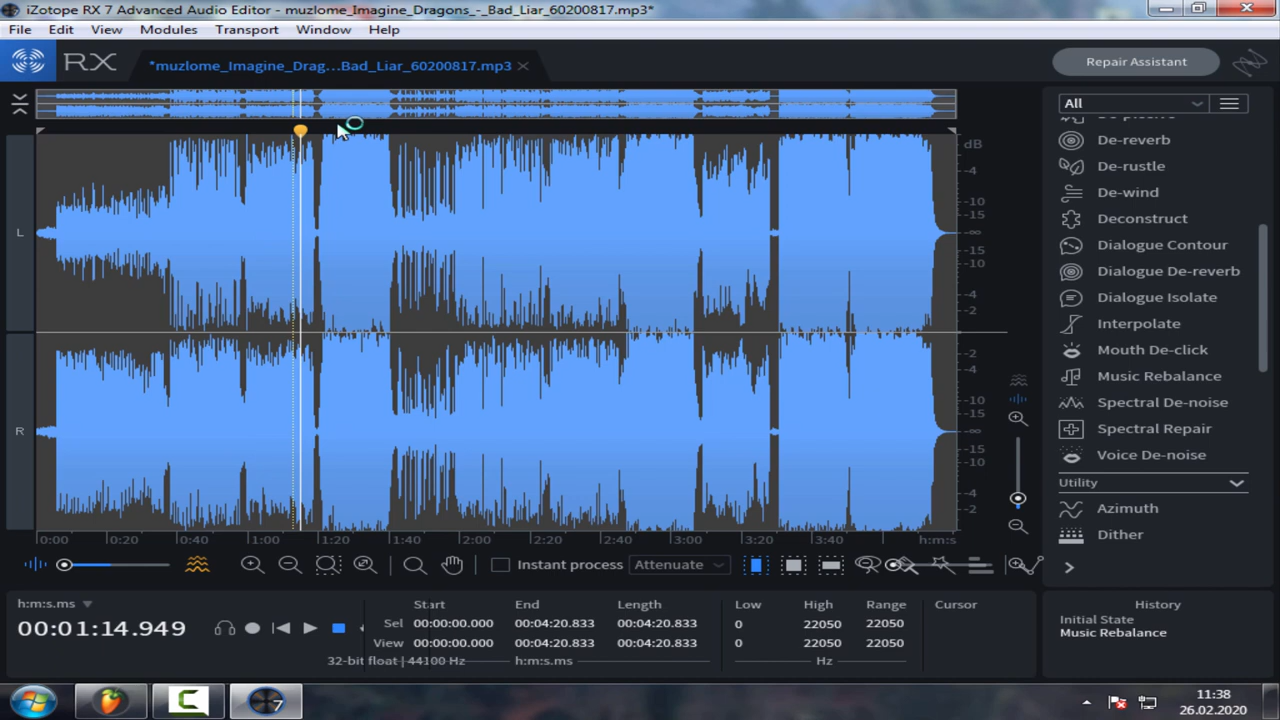 iZotope RX 7 Advanced Audio Editor - muzlome_Imagine_Dragons_-_Bad_Liar_60200817.mp3*
File Edit View Modules Transport Window Help
RX
*muzlome_Imagine_Drag...Bad_Liar_60200817.mp3
Repair Assistant
All
De-reverb
De-rustle
De-wind
Deconstruct
Dialogue Contour
Dialogue De-reverb
Dialogue Isolate
Interpolate
Mouth De-click
Music Rebalance
Spectral De-noise
Spectral Repair
Voice De-noise
Utility
Azimuth
Dither
L
R
dB
-4
-10
-15
-∞
-15
-10
-4
-2
-2
-4
-10
-15
-∞
-15
-10
-4
-2
0:00 0:20 0:40 1:00 1:20 1:40 2:00 2:20 2:40 3:00 3:20 3:40 h:m:s
Instant process Attenuate
h:m:s.ms
00:01:14.949
Start End Length Low High Range Cursor
Sel 00:00:00.000 00:04:20.833 00:04:20.833 0 22050 22050
View 00:00:00.000 00:04:20.833 00:04:20.833 0 22050 22050
32-bit float | 44100 Hz h:m:s.ms Hz
History
Initial State
Music Rebalance
C
7
11:38
26.02.2020